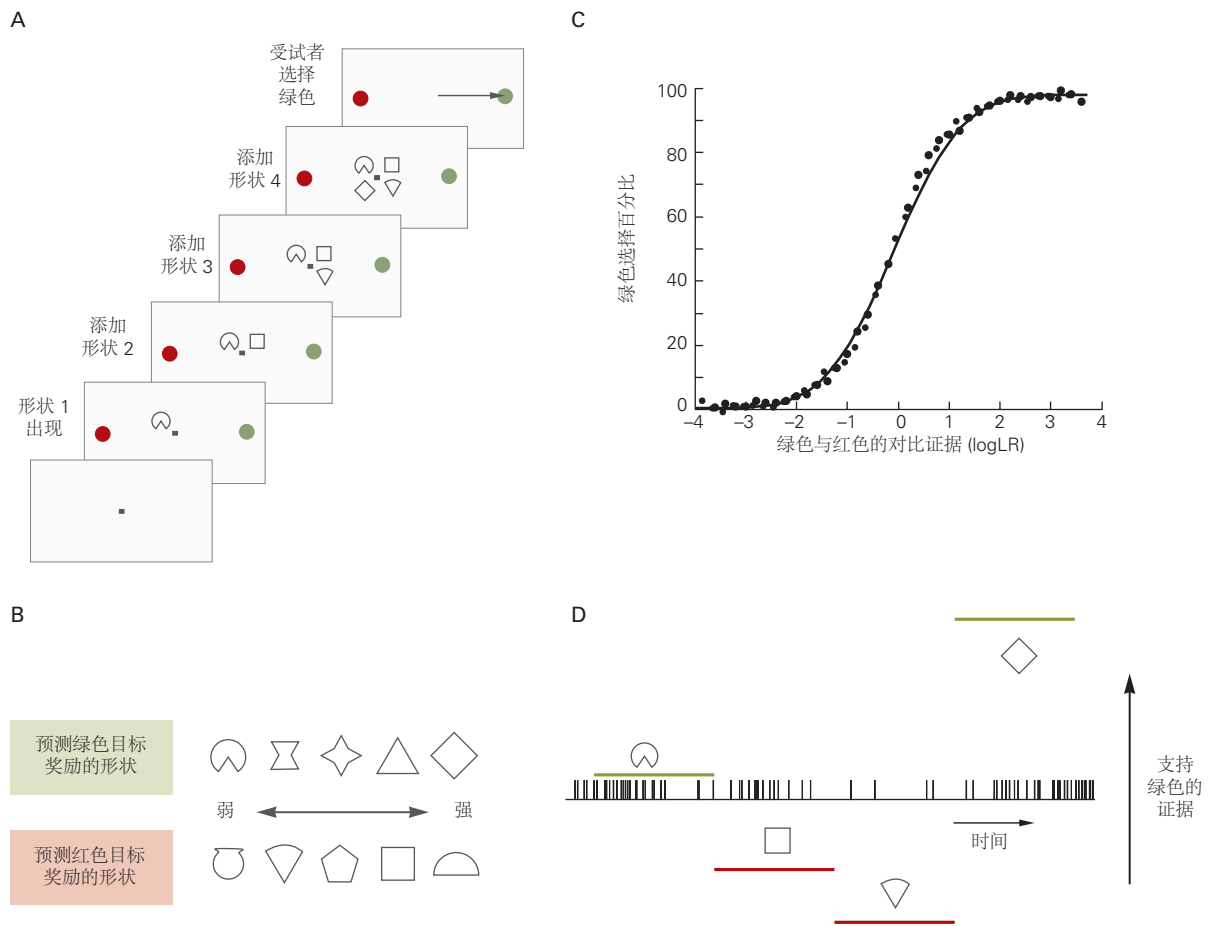 A
受试者
选择
绿色
添加
形状 4
添加
形状 3
添加
形状 2
形状 1
出现
B
预测绿色目标
奖励的形状
弱
强
预测红色目标
奖励的形状
C
绿色选择百分比
100
80
60
40
20
0
–4
–3
–2
–1
0
1
2
3
4
绿色与红色的对比证据 (logLR)
D
时间
支持
绿色的
证据